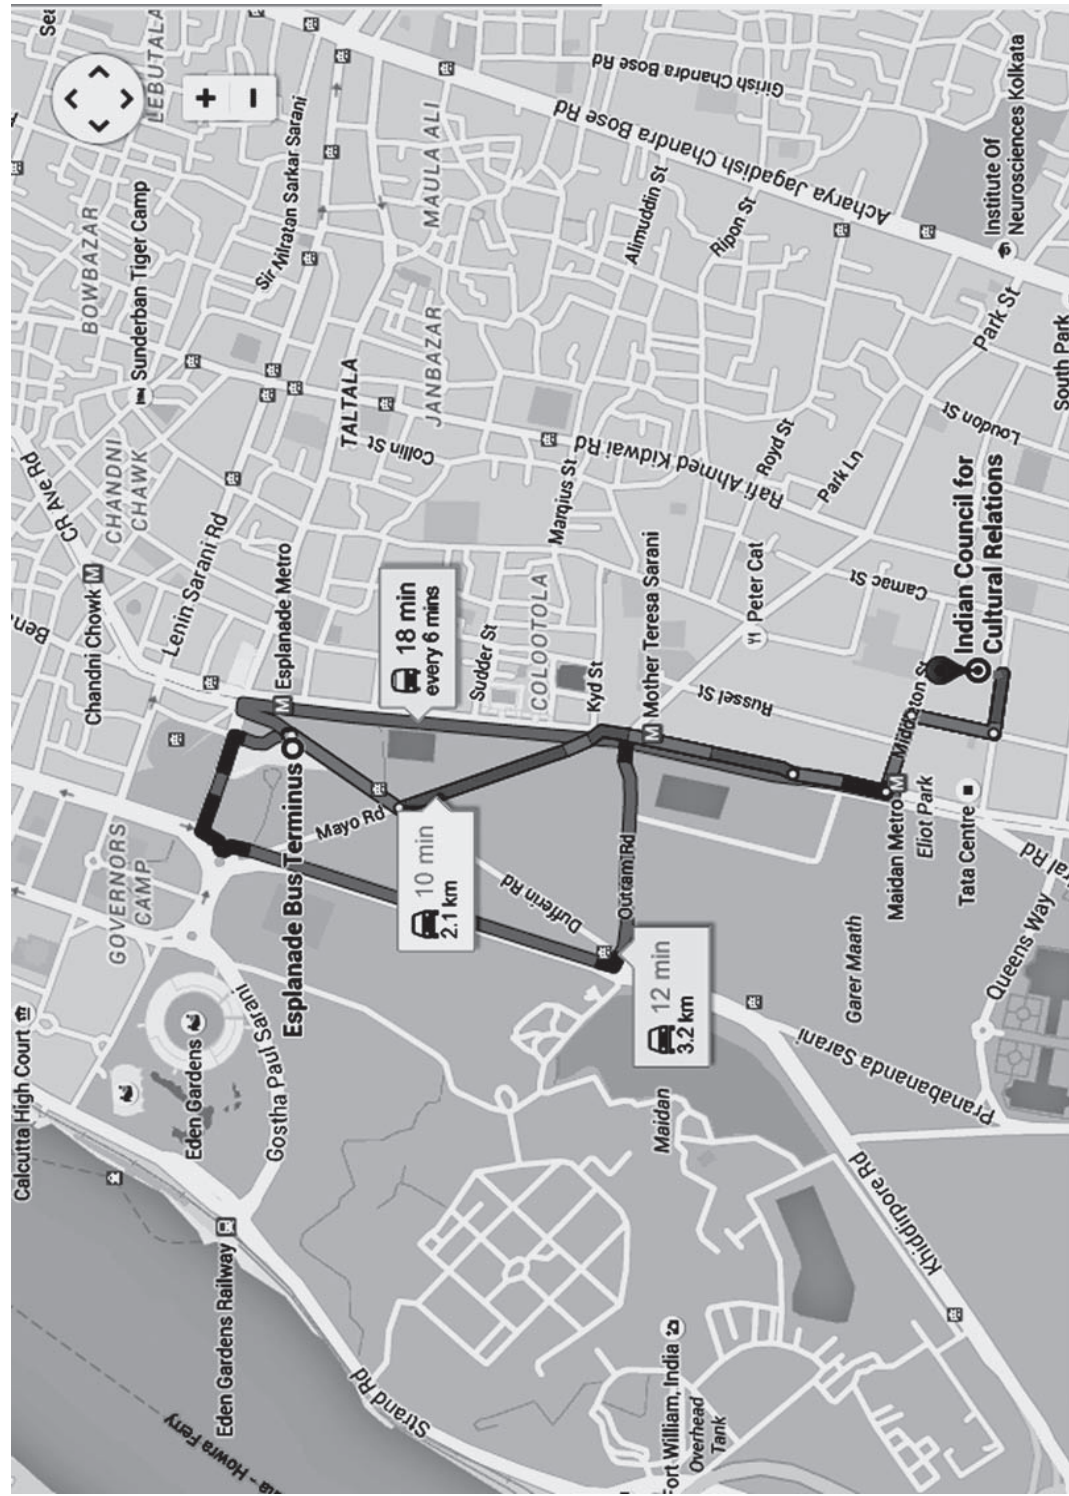 Calcutta High Court
GOVERNORS
CAMP
Chandni Chowk
CR Ave Rd
CHANDNI
CHAWK
BOWBAZAR
Sunderban Tiger Camp
LEBUTALA
Eden Gardens Railway
Eden Gardens
Gostha Paul Sarani
Esplanade Bus Terminus
Esplanade Metro
Lenin Sarani Rd
Sir Nilratan Sarkar Sarani
Mayo Rd
TALTALA
Collin St
Strand Rd
18 min
every 6 mins
JANBAZAR
MAULA ALI
10 min
2.1 km
Sudder St
Dufferin Rd
COLOOTOLA
Marqius St
Acharya Jagadish Chandra Bose Rd
Girish Chandra Bose Rd
Kyd St
Rafi Ahmed Kidwai Rd
Outram Rd
Mother Teresa Sarani
Alimuddin St
Fort William, India
Overhead
Tank
Maidan
12 min
3.2 km
Russel St
Peter Cat
Royd St
Ripon St
Park Ln
Pranabananda Sarani
Garer Maath
Maidan Metro
Middleton St
Camac St
Eliot Park
Khiddirpore Rd
Tata Centre
Indian Council for
Cultural Relations
Loudon St
Park St
Institute Of
Neurosciences Kolkata
Queens Way
South Park